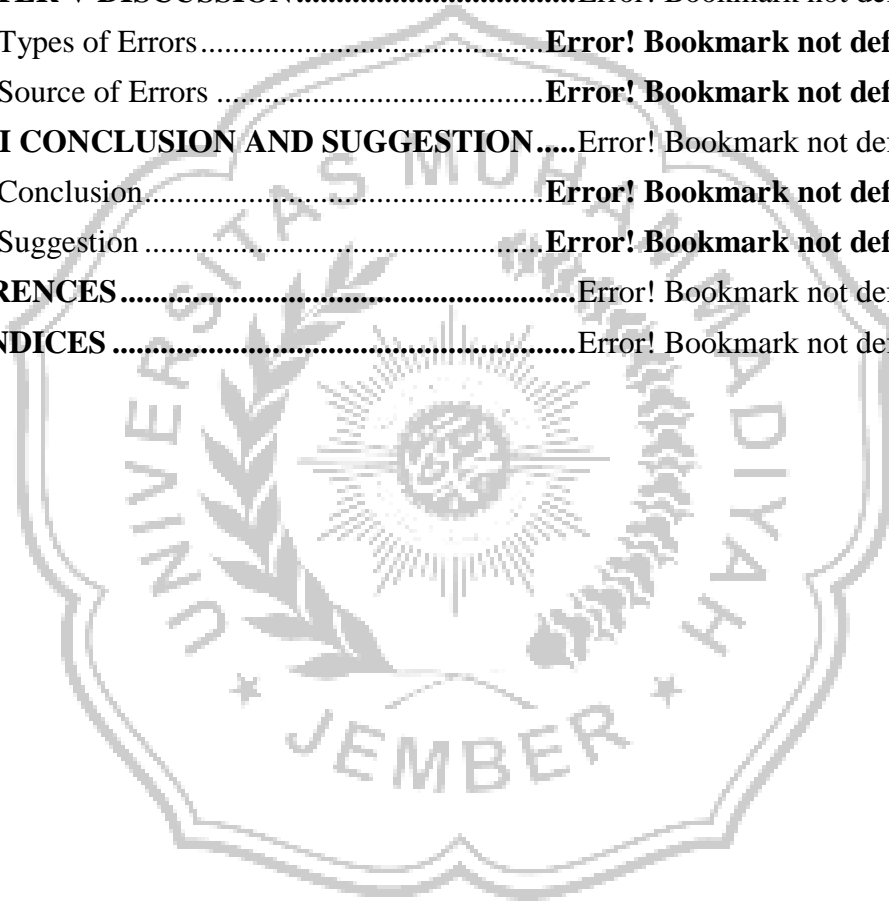 TER V DISCUSSION....................................Error! Bookmark not de
Types of Errors............................................Error! Bookmark not def
Source of Errors ..........................................Error! Bookmark not def
I CONCLUSION AND SUGGESTION.....Error! Bookmark not de
Conclusion...................................................Error! Bookmark not def
Suggestion ..................................................Error! Bookmark not def
RENCES...........................................................Error! Bookmark not de
NDICES ............................................................Error! Bookmark not de
UNIVERSITAS MUHAMMADIYAH
JEMBER